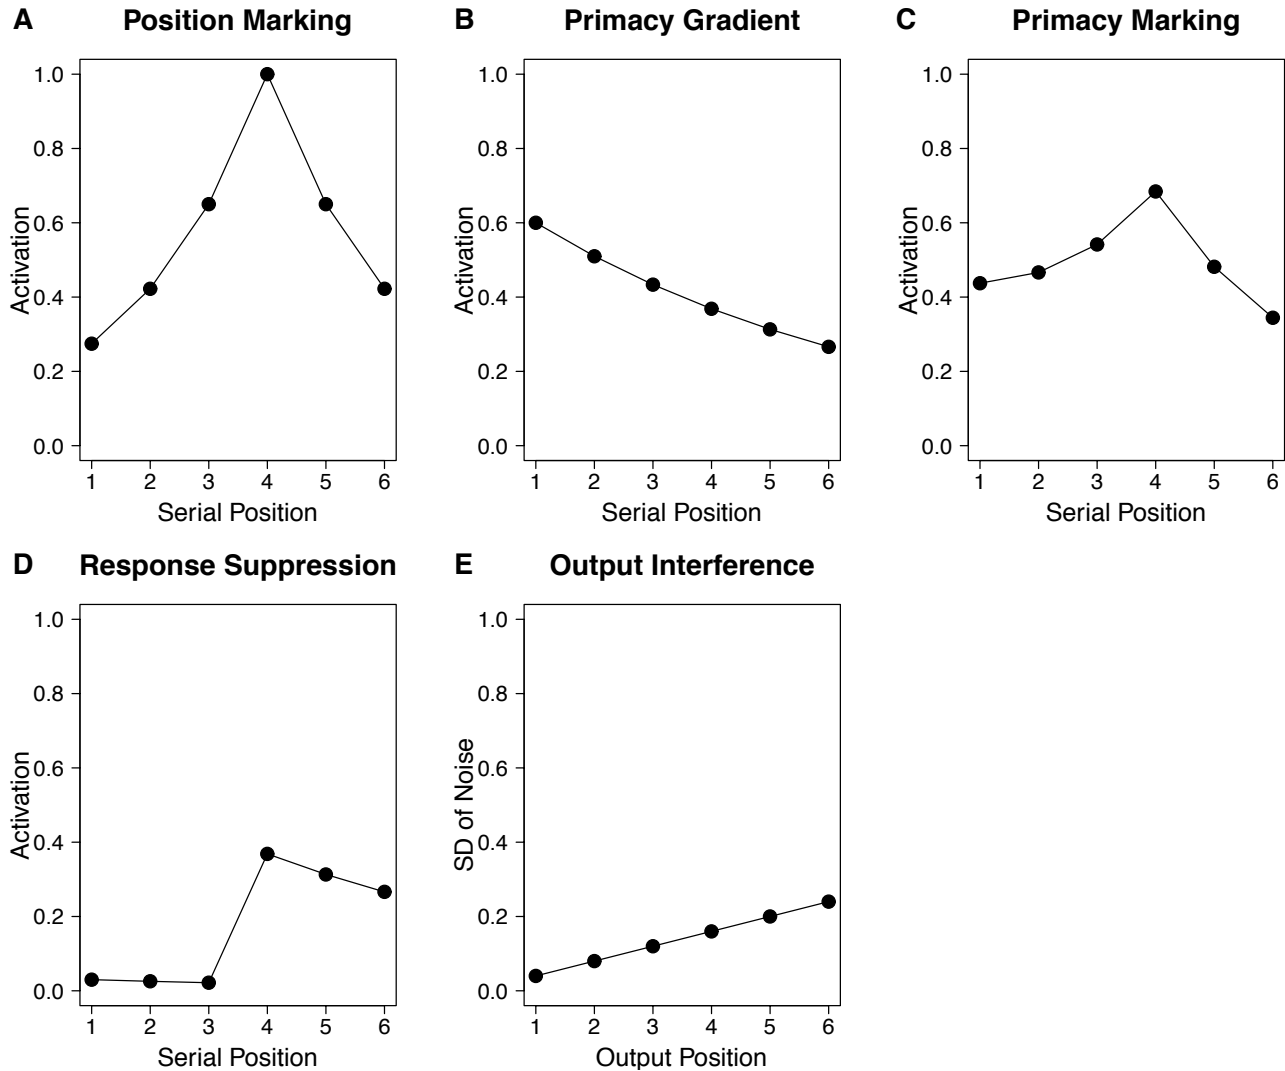 A Position Marking
1.0
0.8
0.6
0.4
0.2
0.0
Activation
1 2 3 4 5 6
Serial Position
B Primacy Gradient
1.0
0.8
0.6
0.4
0.2
0.0
Activation
1 2 3 4 5 6
Serial Position
C Primacy Marking
1.0
0.8
0.6
0.4
0.2
0.0
Activation
1 2 3 4 5 6
Serial Position
D Response Suppression
1.0
0.8
0.6
0.4
0.2
0.0
Activation
1 2 3 4 5 6
Serial Position
E Output Interference
1.0
0.8
0.6
0.4
0.2
0.0
SD of Noise
1 2 3 4 5 6
Output Position